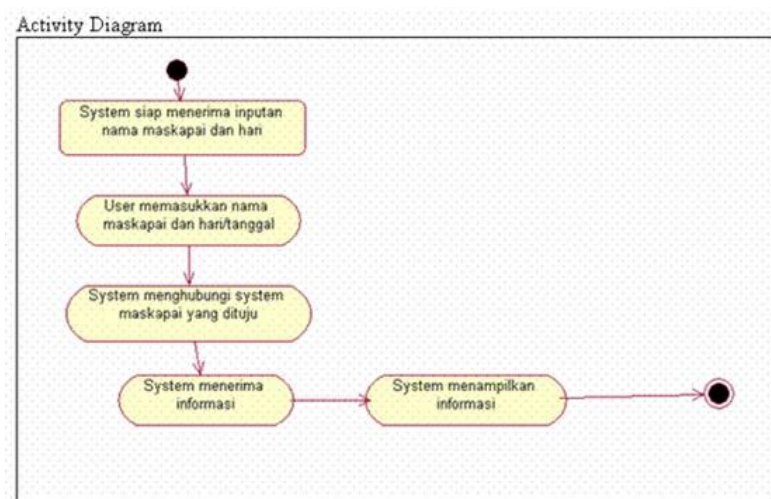 Activity Diagram
System siap menerima inputan
nama maskapai dan hari
User memasukkan nama
maskapai dan hari/tanggal
System menghubungi system
maskapai yang dituju
System menerima
informasi
System menampilkan
informasi